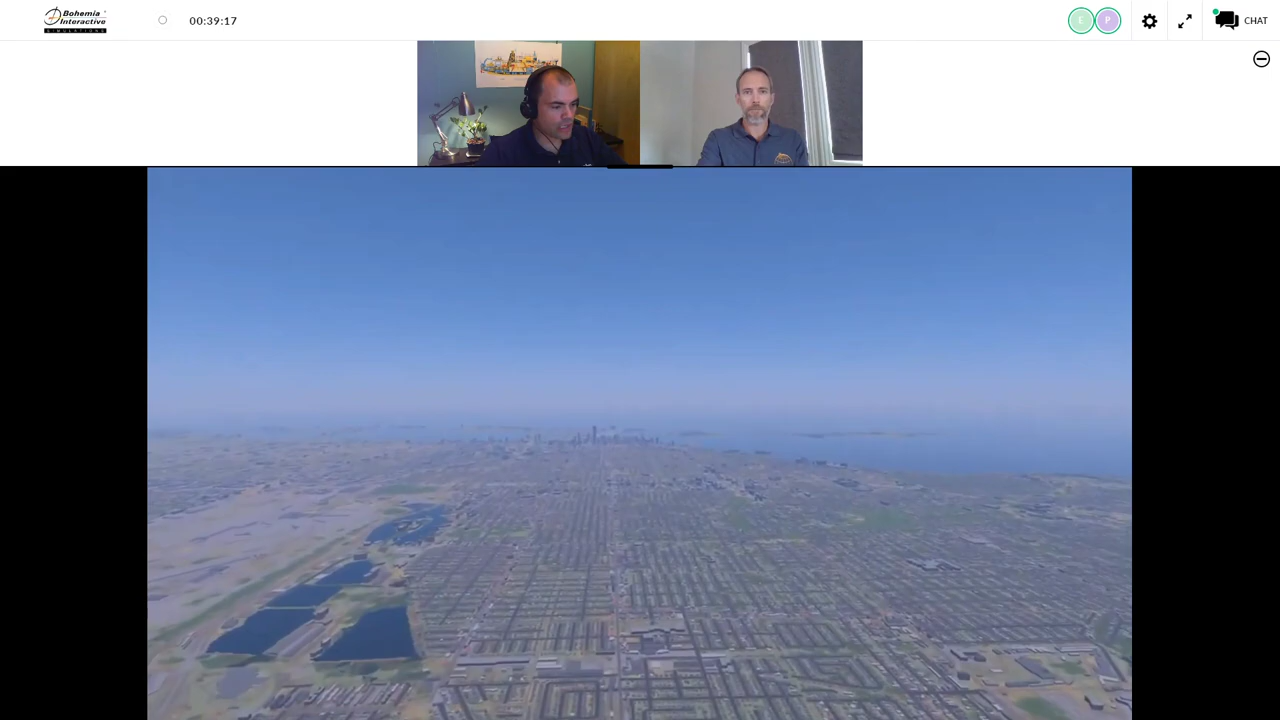 Bohemia
Interactive
SIMULATIONS
00:39:17
E
P
CHAT